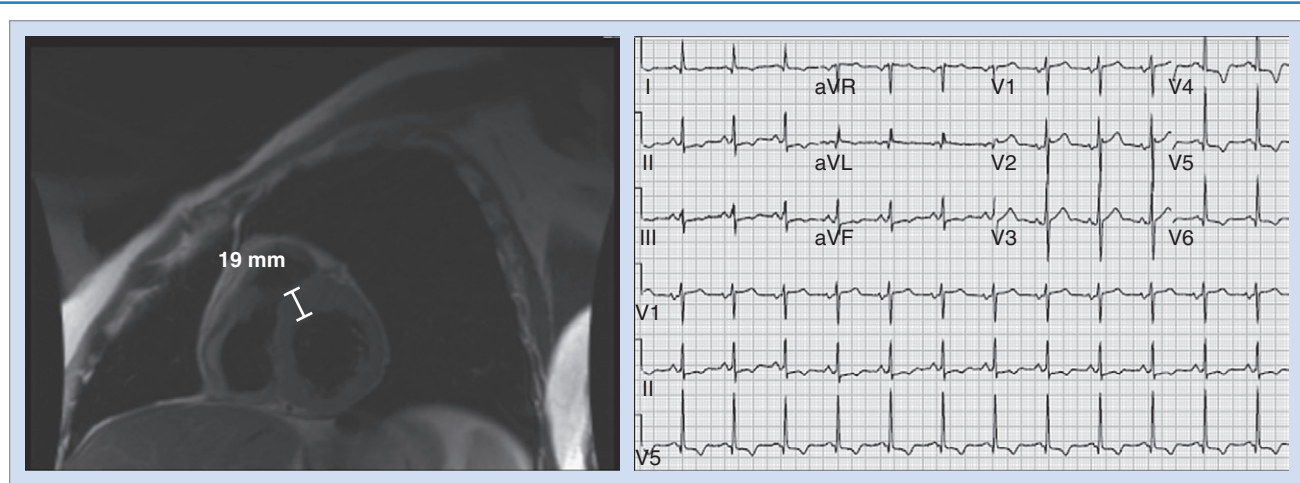 19 mm
I aVR V1 V4
II aVL V2 V5
III aVF V3 V6
V1
II
V5